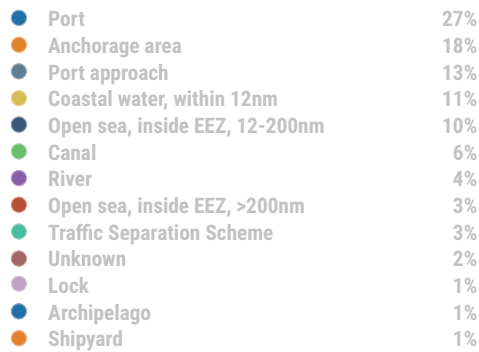 Port 27%
Anchorage area 18%
Port approach 13%
Coastal water, within 12nm 11%
Open sea, inside EEZ, 12-200nm 10%
Canal 6%
River 4%
Open sea, inside EEZ, >200nm 3%
Traffic Separation Scheme 3%
Unknown 2%
Lock 1%
Archipelago 1%
Shipyard 1%